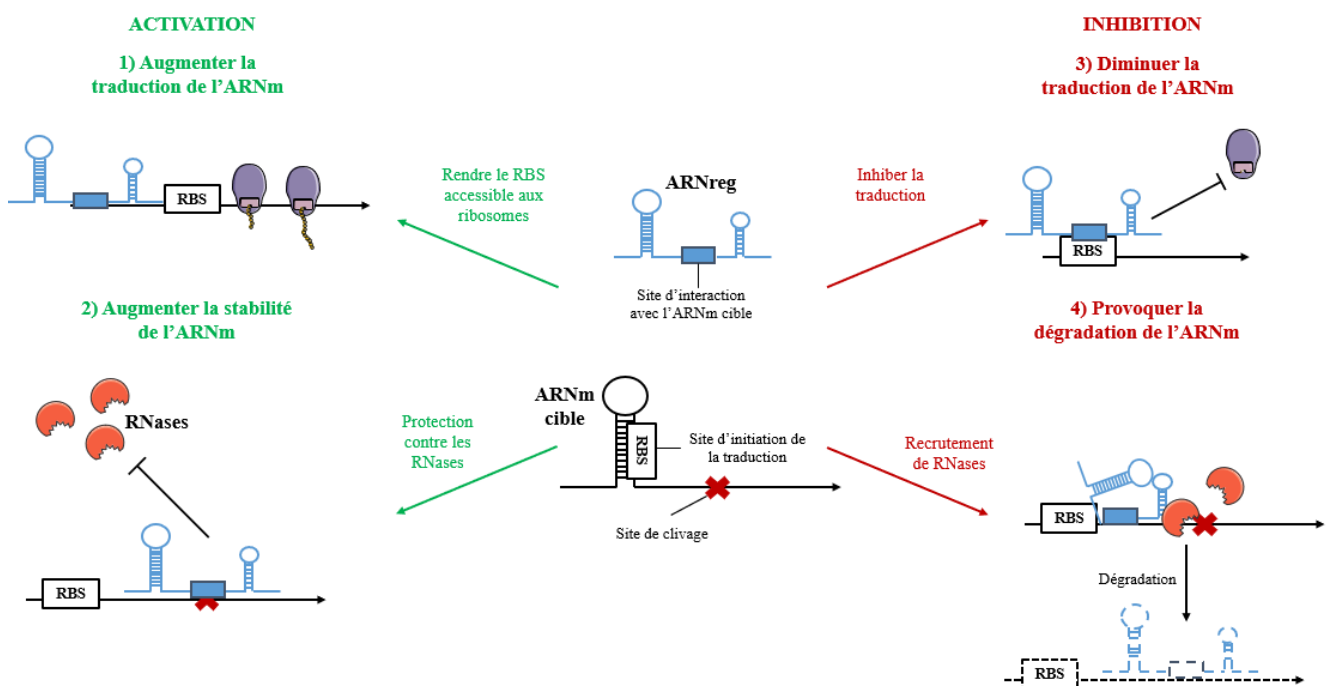 ACTIVATION
1) Augmenter la
traduction de l’ARNm
RBS
Rendre le RBS
accessible aux
ribosomes
ARNreg
Site d’interaction
avec l’ARNm cible
Inhiber la
traduction
INHIBITION
3) Diminuer la
traduction de l’ARNm
RBS
2) Augmenter la stabilité
de l’ARNm
RNases
RBS
Protection
contre les
RNases
ARNm
cible
RBS
Site d’initiation de
la traduction
Site de clivage
Recrutement
de RNases
4) Provoquer la
dégradation de l’ARNm
RBS
Dégradation
RBS